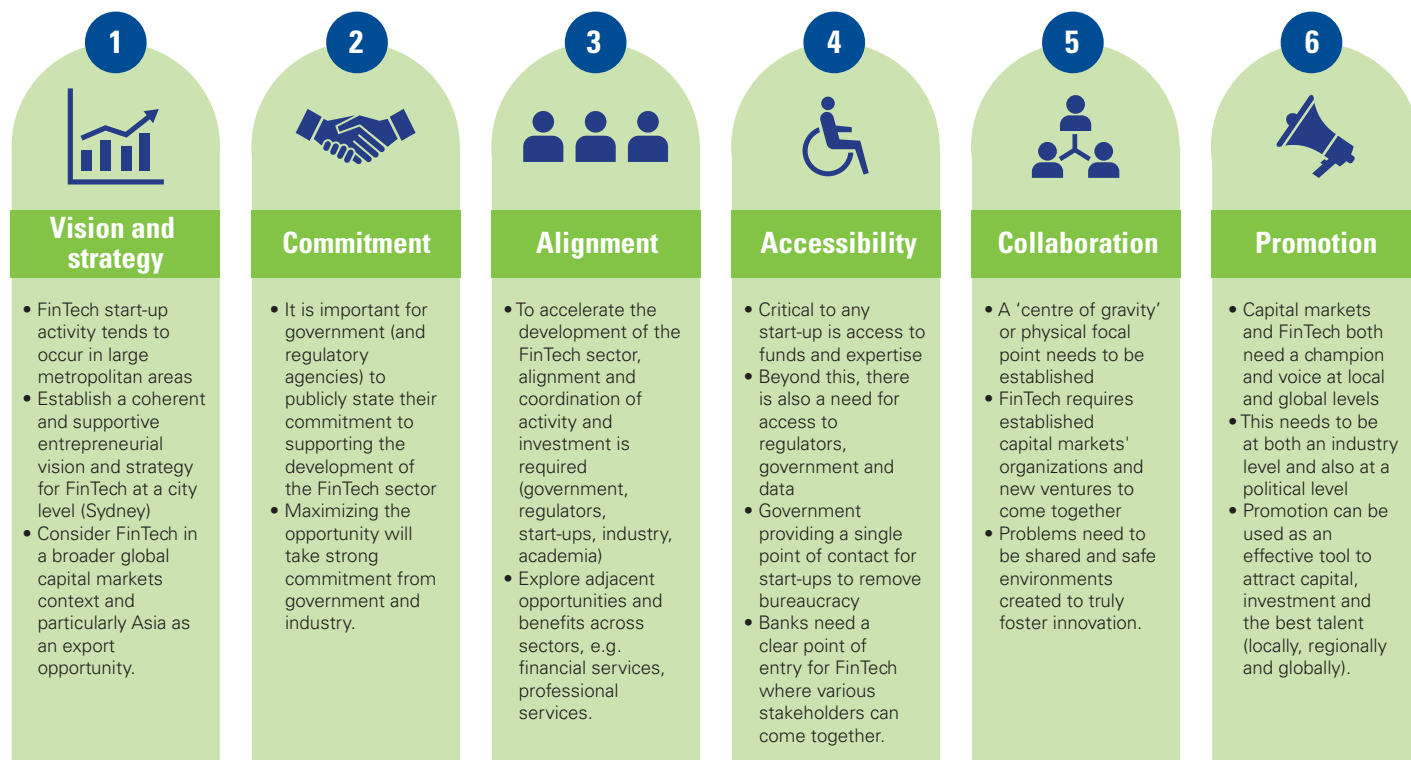 1
Vision and
strategy
• FinTech start-up
activity tends to
occur in large
metropolitan areas
• Establish a coherent
and supportive
entrepreneurial
vision and strategy
for FinTech at a city
level (Sydney)
• Consider FinTech in
a broader global
capital markets
context and
particularly Asia as
an export
opportunity.
2
Commitment
• It is important for
government (and
regulatory
agencies) to
publicly state their
commitment to
supporting the
development of
the FinTech sector
• Maximizing the
opportunity will
take strong
commitment from
government and
industry.
3
Alignment
• To accelerate the
development of the
FinTech sector,
alignment and
coordination of
activity and
investment is
required
(government,
regulators,
start-ups, industry,
academia)
• Explore adjacent
opportunities and
benefits across
sectors, e.g.
financial services,
professional
services.
4
Accessibility
• Critical to any
start-up is access to
funds and expertise
• Beyond this, there
is also a need for
access to
regulators,
government and
data
• Government
providing a single
point of contact for
start-ups to remove
bureaucracy
• Banks need a
clear point of
entry for FinTech
where various
stakeholders can
come together.
5
Collaboration
• A ‘centre of gravity’
or physical focal
point needs to be
established
• FinTech requires
established
capital markets'
organizations and
new ventures to
come together
• Problems need to
be shared and safe
environments
created to truly
foster innovation.
6
Promotion
• Capital markets
and FinTech both
need a champion
and voice at local
and global levels
• This needs to be
at both an industry
level and also at a
political level
• Promotion can be
used as an
effective tool to
attract capital,
investment and
the best talent
(locally, regionally
and globally).